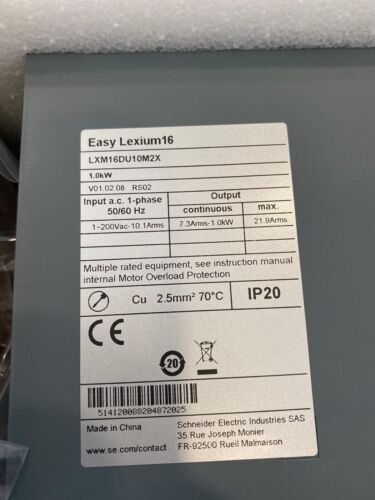 Easy Lexium16
LXM16DU10M2X
1.0kW
V01.02.08 RS02
Input a.c. 1-phase
50/60 Hz
Output
continuous max.
1~200Vac-10.1Arms 7.3Arms-1.0kW 21.9Arms
Multiple rated equipment, see instruction manual
internal Motor Overload Protection
Cu 2.5mm² 70°C IP20
CE
20
514120088204872025
Made in China
www.se.com/contact
Schneider Electric Industries SAS
35 Rue Joseph Monier
FR-92500 Rueil Malmaison